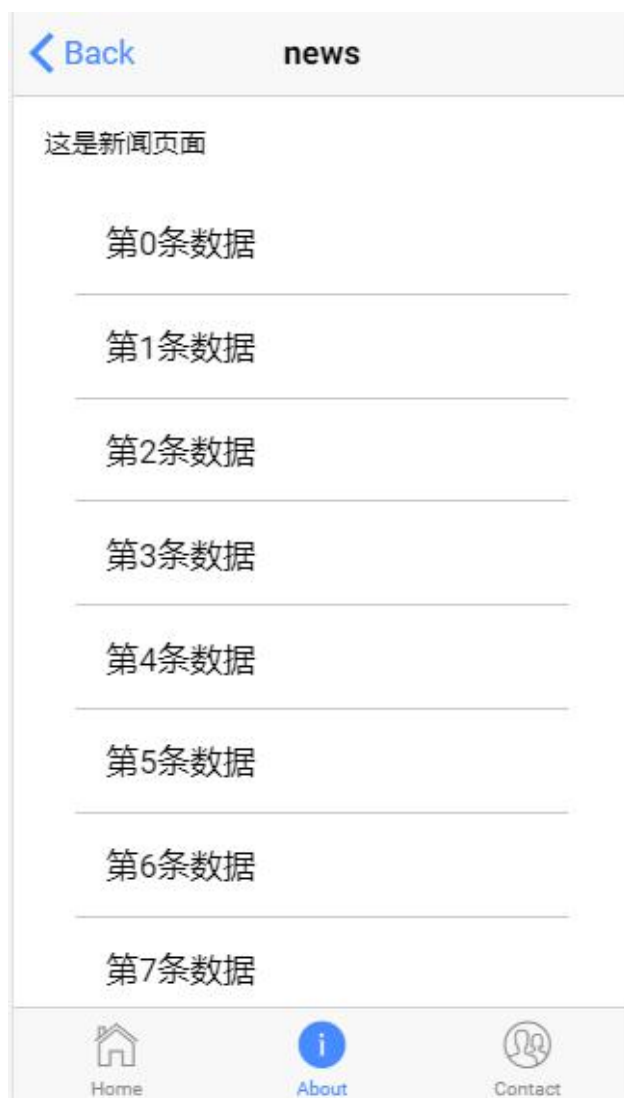 Back news
这是新闻页面
第0条数据
第1条数据
第2条数据
第3条数据
第4条数据
第5条数据
第6条数据
第7条数据
Home About Contact